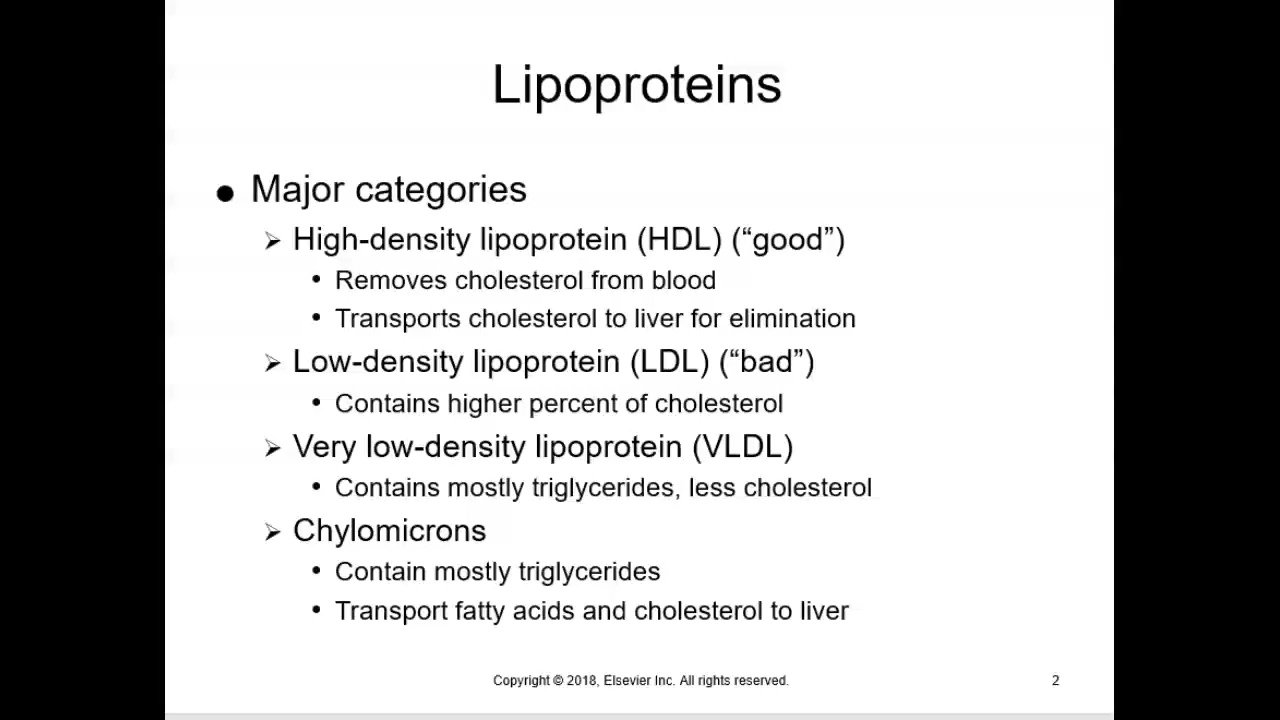 Lipoproteins
● Major categories
➢ High-density lipoprotein (HDL) (“good”)
• Removes cholesterol from blood
• Transports cholesterol to liver for elimination
➢ Low-density lipoprotein (LDL) (“bad”)
• Contains higher percent of cholesterol
➢ Very low-density lipoprotein (VLDL)
• Contains mostly triglycerides, less cholesterol
➢ Chylomicrons
• Contain mostly triglycerides
• Transport fatty acids and cholesterol to liver
Copyright © 2018, Elsevier Inc. All rights reserved. 2